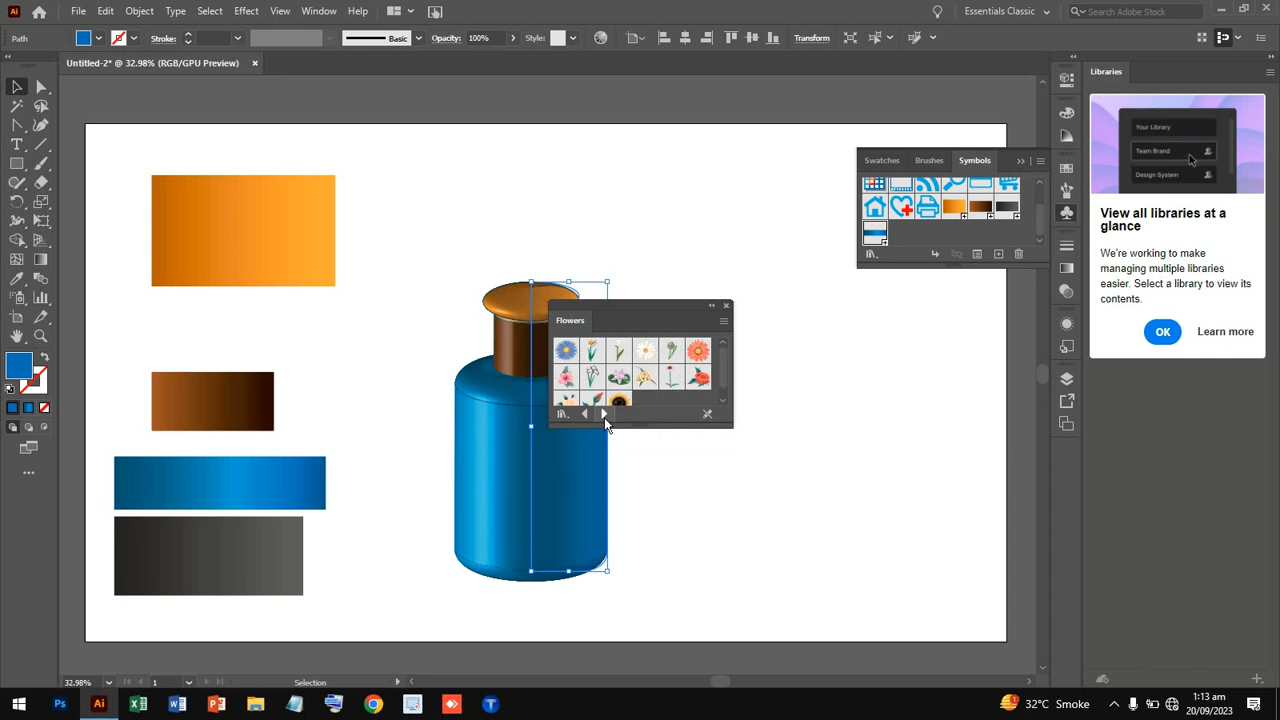 File Edit Object Type Select Effect View Window Help
Essentials Classic
Search Adobe Stock
Path
Stroke:
Basic
Opacity: 100%
Style:
Transform
Untitled-2* @ 32.98% (RGB/GPU Preview)
Libraries
Your Library
Team Brand
Design System
View all libraries at a
glance
We're working to make
managing multiple libraries
easier. Select a library to view its
contents.
OK
Learn more
Swatches Brushes Symbols
Flowers
32.98%
1
Selection
Ps Ai
32°C Smoke
1:13 am
20/09/2023